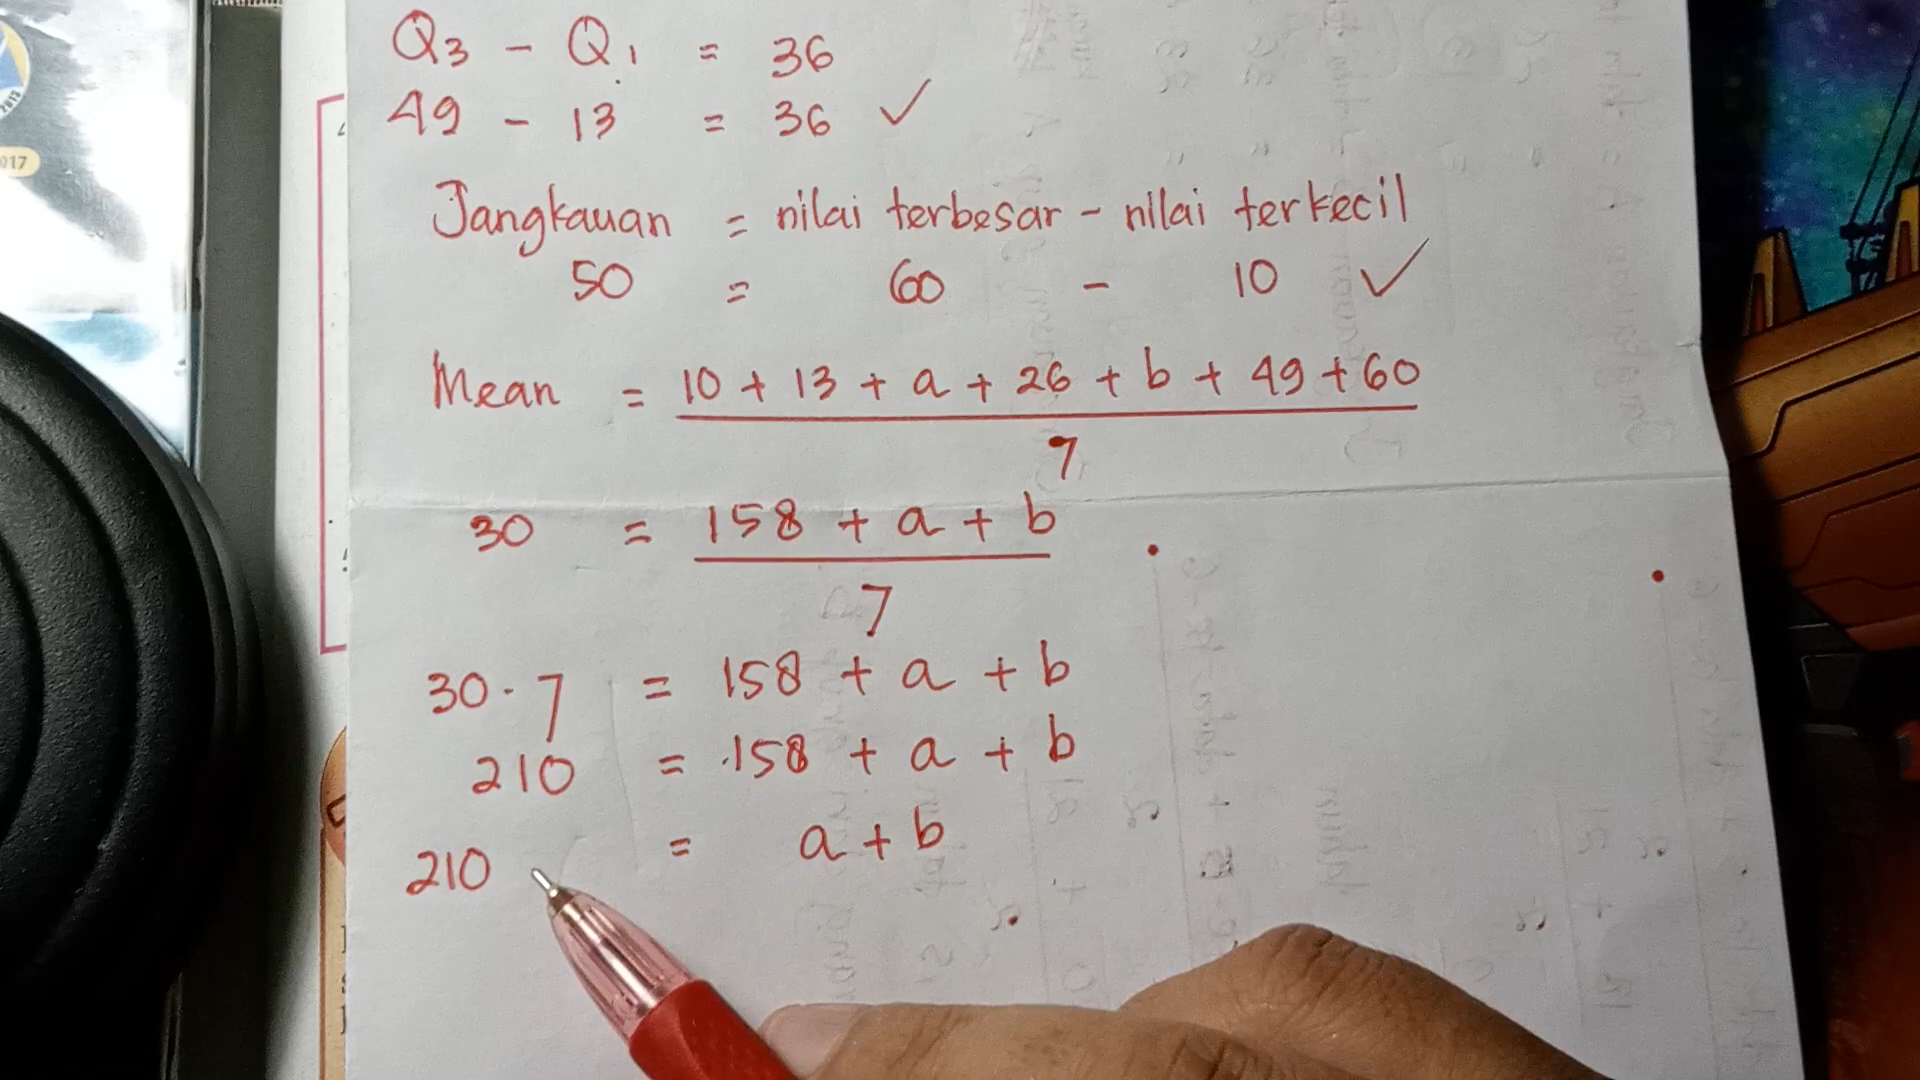 Q3 - Q1 = 36
49 - 13 = 36 ✓
Jangkauan = nilai terbesar - nilai terkecil
50 = 60 - 10 ✓
Mean = 10 + 13 + a + 26 + b + 49 + 60
7
30 = 158 + a + b
7
30 . 7 = 158 + a + b
210 = 158 + a + b
210 = a + b
017